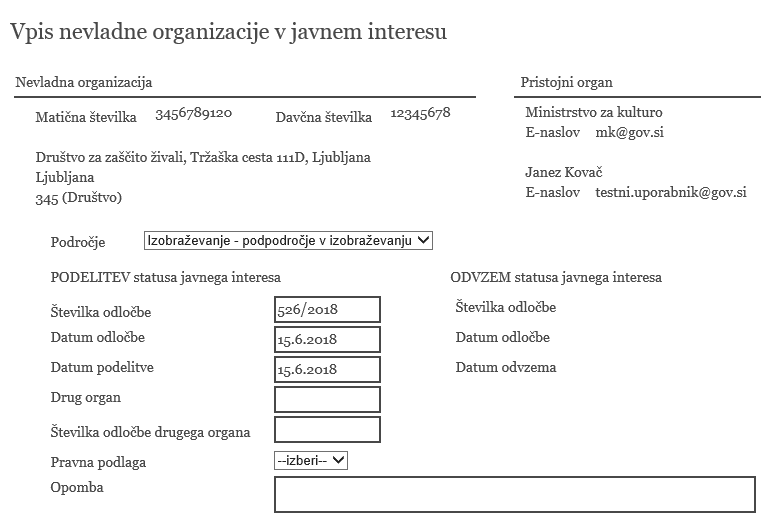 Vpis nevladne organizacije v javnem interesu
Nevladna organizacija
Matična številka 3456789120 Davčna številka 12345678
Društvo za zaščito živali, Tržaška cesta 111D, Ljubljana
Ljubljana
345 (Društvo)
Pristojni organ
Ministrstvo za kulturo
E-naslov mk@gov.si
Janez Kovač
E-naslov testni.uporabnik@gov.si
Področje Izobraževanje - podpodročje v izobraževanju
PODELITEV statusa javnega interesa
Številka odločbe 526/2018
Datum odločbe 15.6.2018
Datum podelitve 15.6.2018
Drug organ
Številka odločbe drugega organa
Pravna podlaga --izberi--
Opomba
ODVZEM statusa javnega interesa
Številka odločbe
Datum odločbe
Datum odvzema